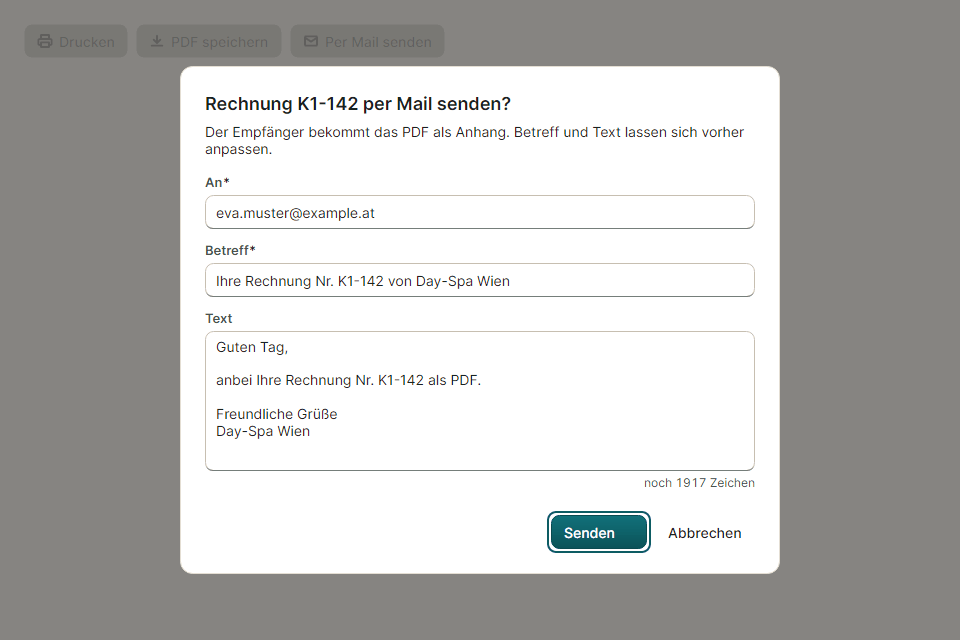 Drucken
PDF speichern
Per Mail senden
Rechnung K1-142 per Mail senden?
Der Empfänger bekommt das PDF als Anhang. Betreff und Text lassen sich vorher
anpassen.
An*
eva.muster@example.at
Betreff*
Ihre Rechnung Nr. K1-142 von Day-Spa Wien
Text
Guten Tag,
anbei Ihre Rechnung Nr. K1-142 als PDF.
Freundliche Grüße
Day-Spa Wien
noch 1917 Zeichen
Senden
Abbrechen